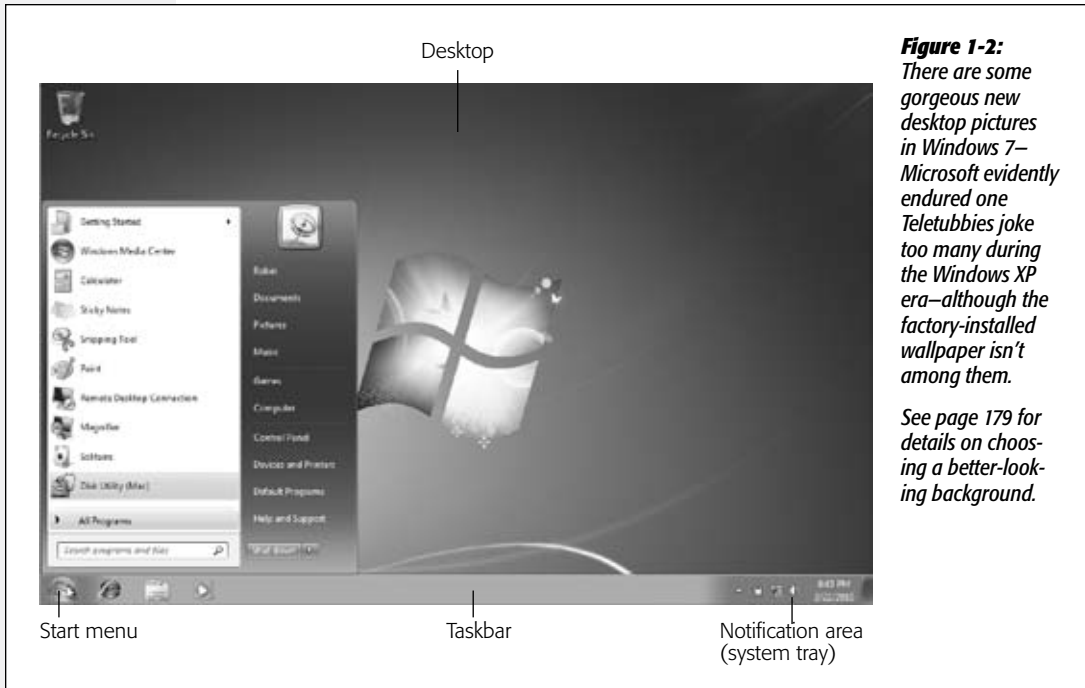 Desktop
Recycle Bin
Getting Started
Windows Media Center
Calculator
Sticky Notes
Snipping Tool
Paint
Remote Desktop Connection
Magnifier
Solitaire
Disk Utility (Mac)
All Programs
Search programs and files
Documents
Pictures
Music
Games
Computer
Control Panel
Devices and Printers
Default Programs
Help and Support
Shut down
8:43 PM
Start menu
Taskbar
Notification area
(system tray)
Figure 1-2:
There are some
gorgeous new
desktop pictures
in Windows 7—
Microsoft evidently
endured one
Teletubbies joke
too many during
the Windows XP
era—although the
factory-installed
wallpaper isn't
among them.
See page 179 for
details on choos-
ing a better-look-
ing background.